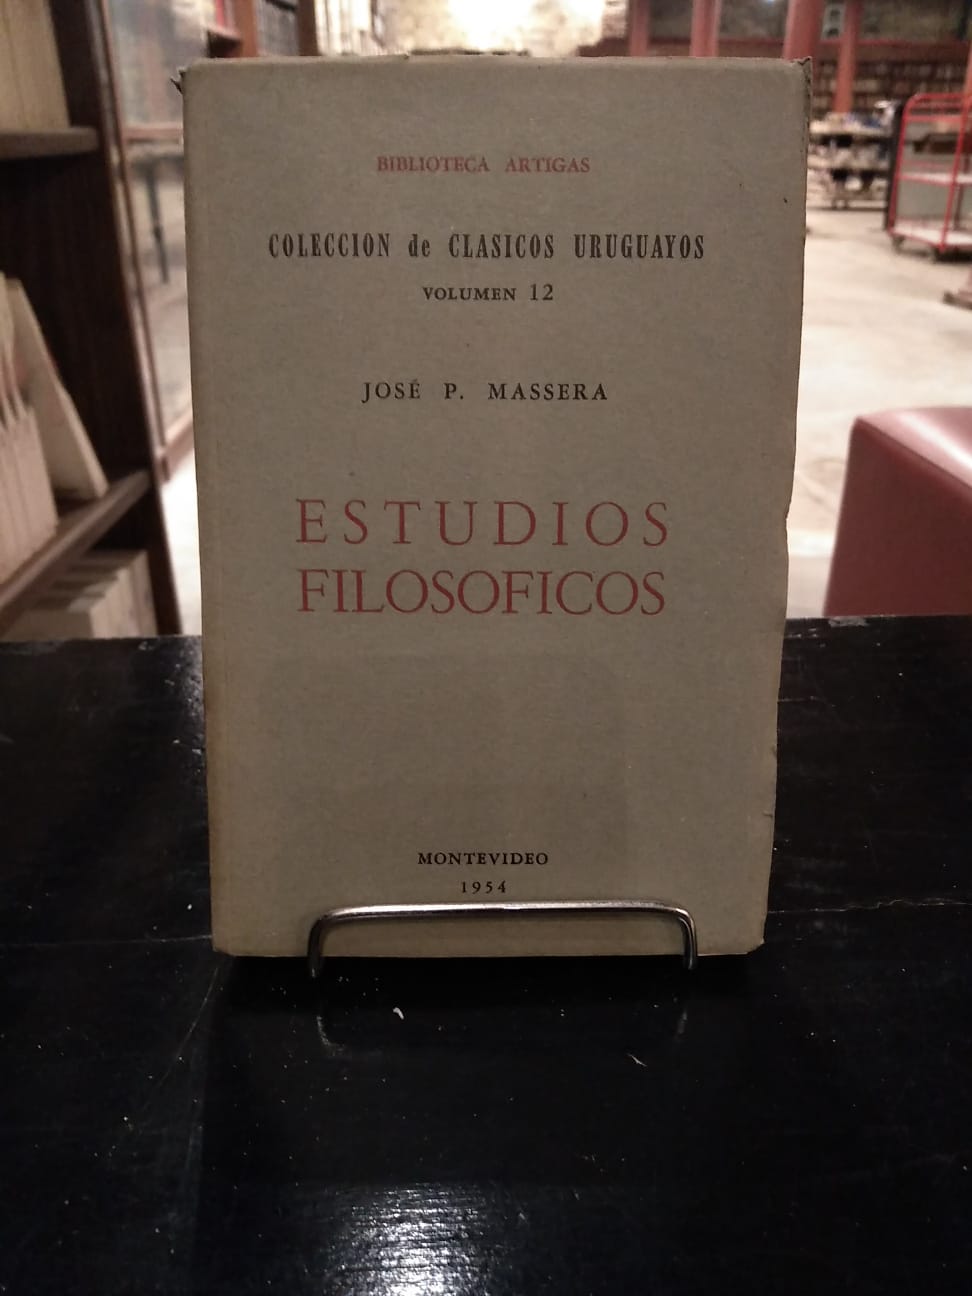 BIBLIOTECA ARTIGAS
COLECCION de CLASICOS URUGUAYOS
VOLUMEN 12
JOSÉ P. MASSERA
ESTUDIOS
FILOSOFICOS
MONTEVIDEO
1954